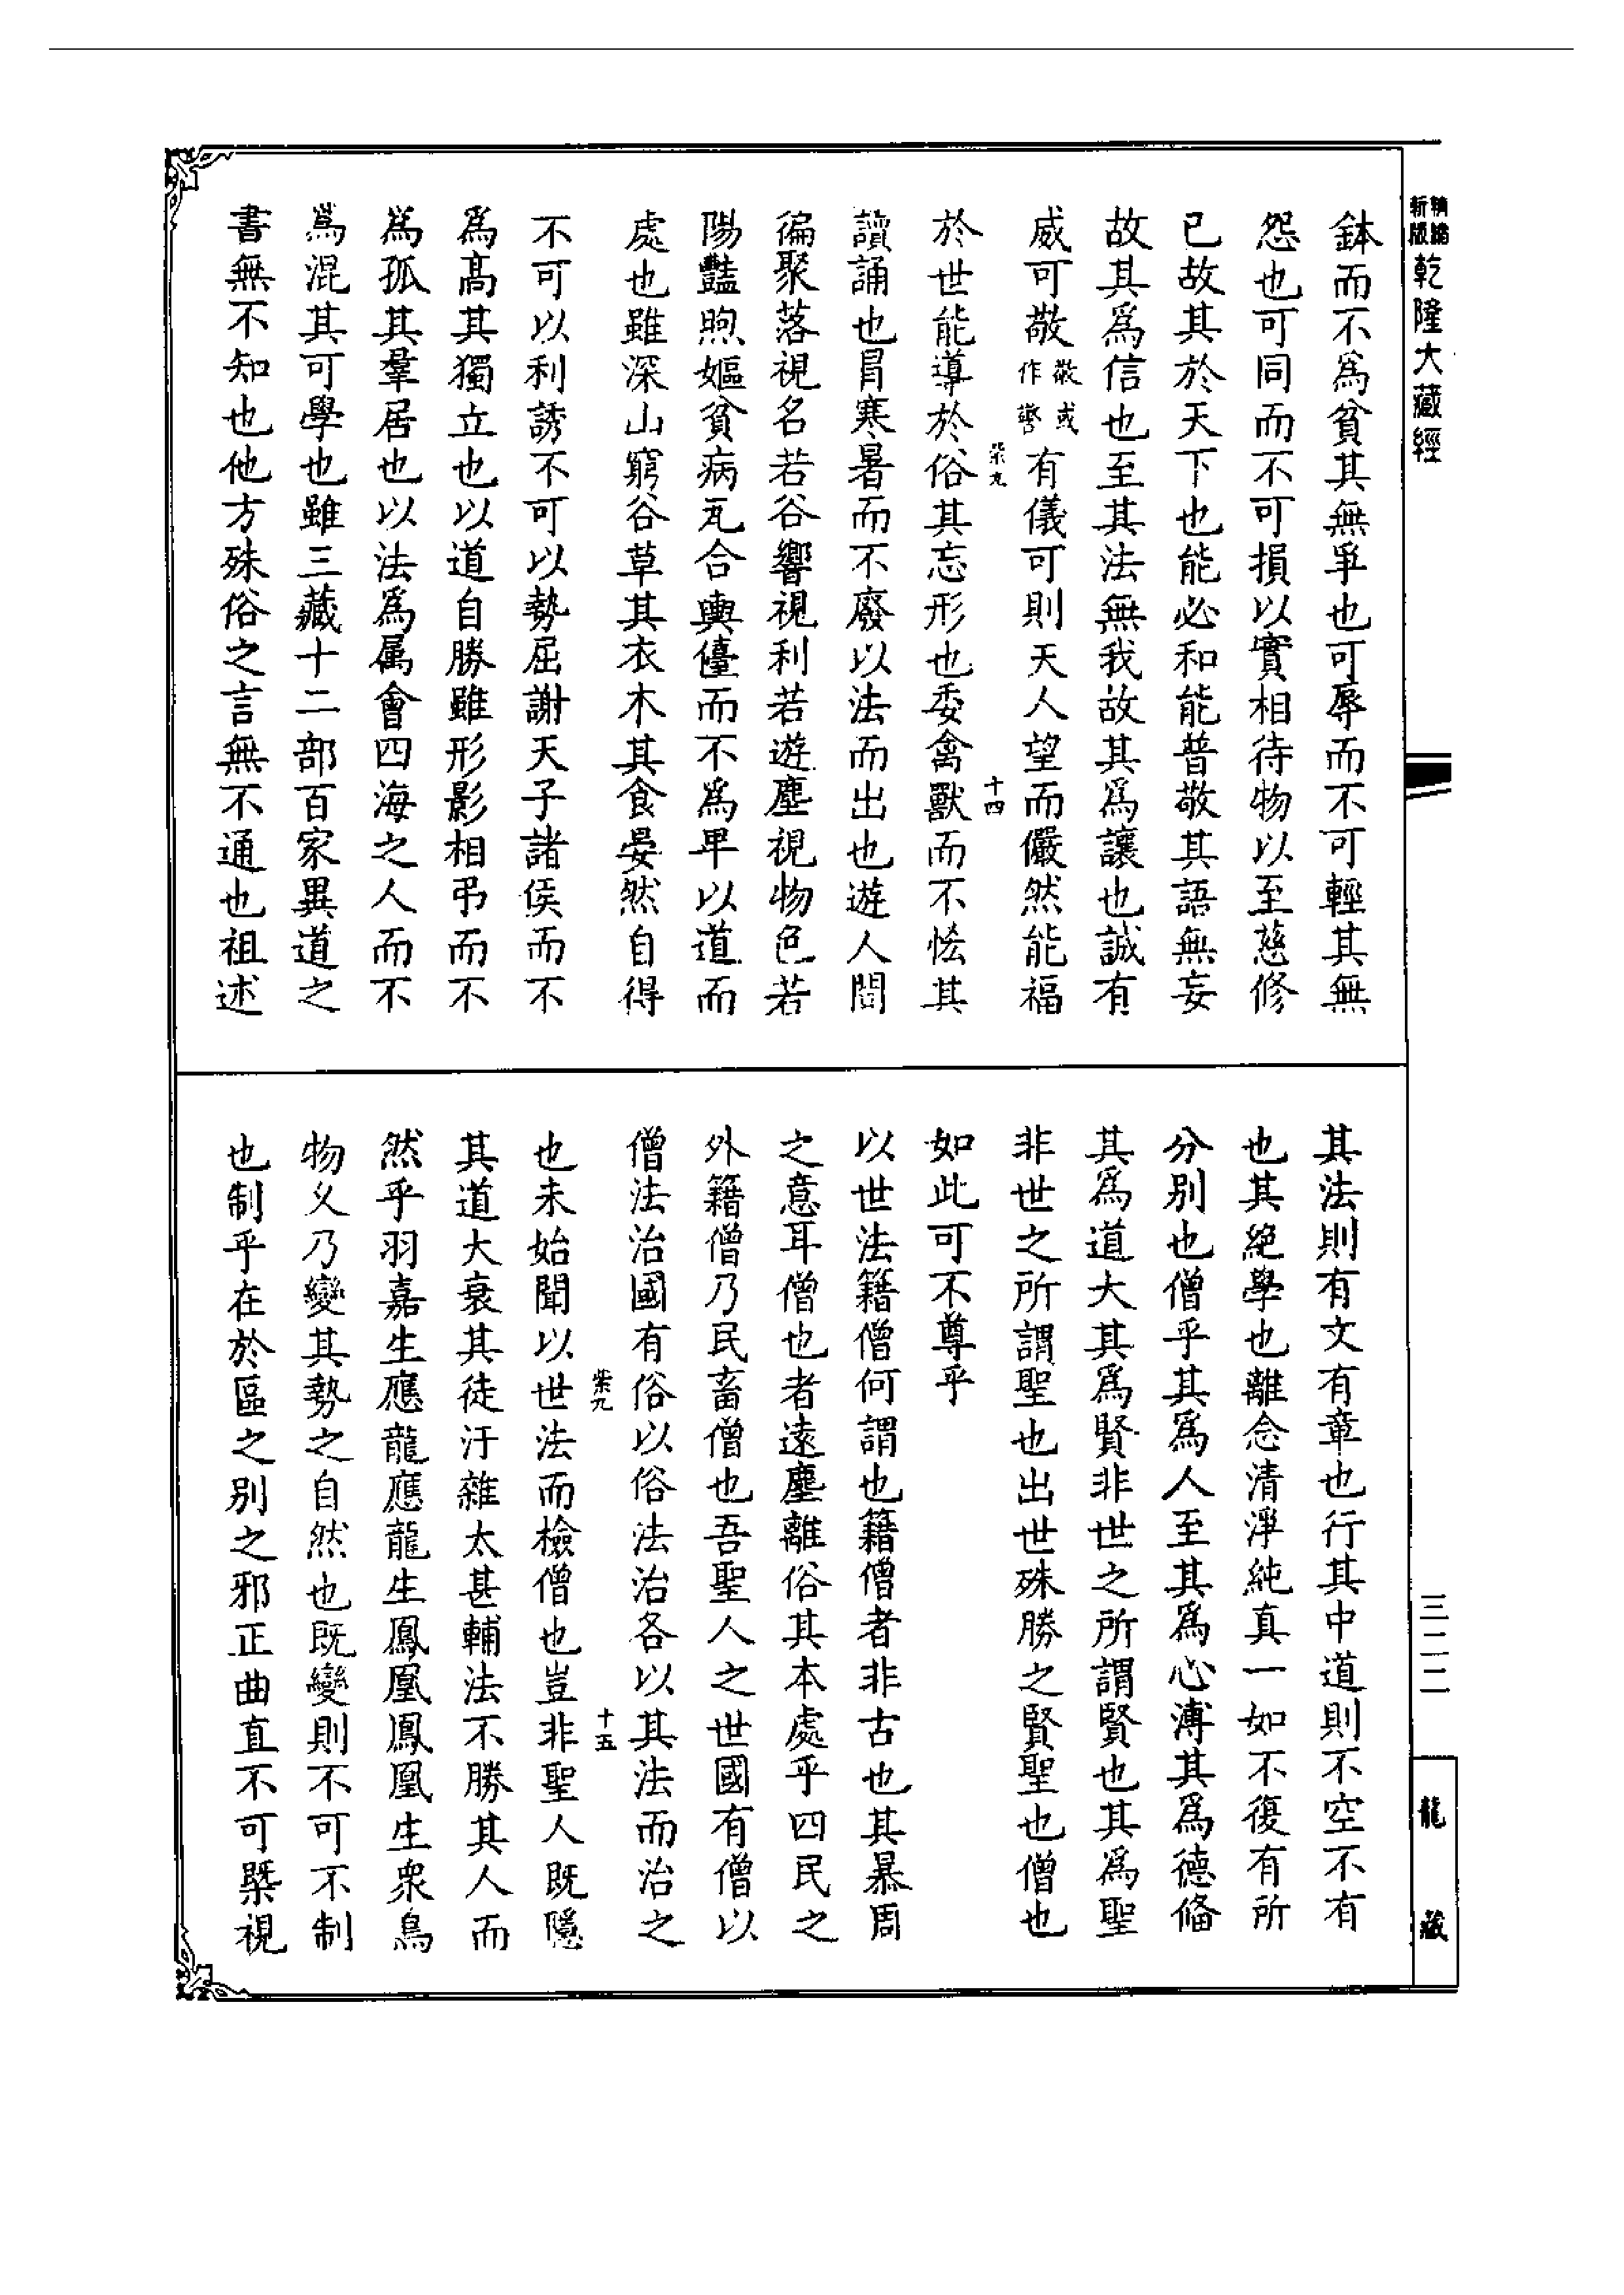 精縮
新版
乾隆大藏經
鉢而不爲貧其無爭也可辱而不可輕其無
怨也可同而不可損以實相待物以至慈修
已故其於天下也能必和能普敬其語無妄
故其爲信也至其法無我故其爲讓也誠有
威可敬敬或作警有儀可則天人望而儼然能福
紫九 十四
於世能導於俗其忘形也委禽獸而不恡其
讀誦也冒寒暑而不廢以法而出也遊人間
徧聚落視名若谷響視利若遊塵視物色若
陽豔煦嫗貧病瓦合輿儓而不爲卑以道而
處也雖深山窮谷草其衣木其食晏然自得
不可以利誘不可以勢屈謝天子諸侯而不
爲高其獨立也以道自勝雖形影相弔而不
爲孤其羣居也以法爲属會四海之人而不
爲混其可學也雖三藏十二部百家異道之
書無不知也他方殊俗之言無不通也祖述
其法則有文有章也行其中道則不空不有
也其絕學也離念清淨純真一如不復有所
分別也僧乎其爲人至其爲心溥其爲德備
其爲道大其爲賢非世之所謂賢也其爲聖
非世之所謂聖也出世殊勝之賢聖也僧也
如此可不尊乎
以世法籍僧何謂也籍僧者非古也其暴周
之意耳僧也者遠塵離俗其本處乎四民之
外籍僧乃民畜僧也吾聖人之世國有僧以
僧法治國有俗以俗法治各以其法而治之
紫九 十五
也未始聞以世法而檢僧也豈非聖人既隱
其道大衰其徒汙雜太甚輔法不勝其人而
然乎羽嘉生應龍應龍生鳳凰鳳凰生衆鳥
物乆乃變其勢之自然也既變則不可不制
也制乎在於區之別之邪正曲直不可槩視
三二二
龍藏